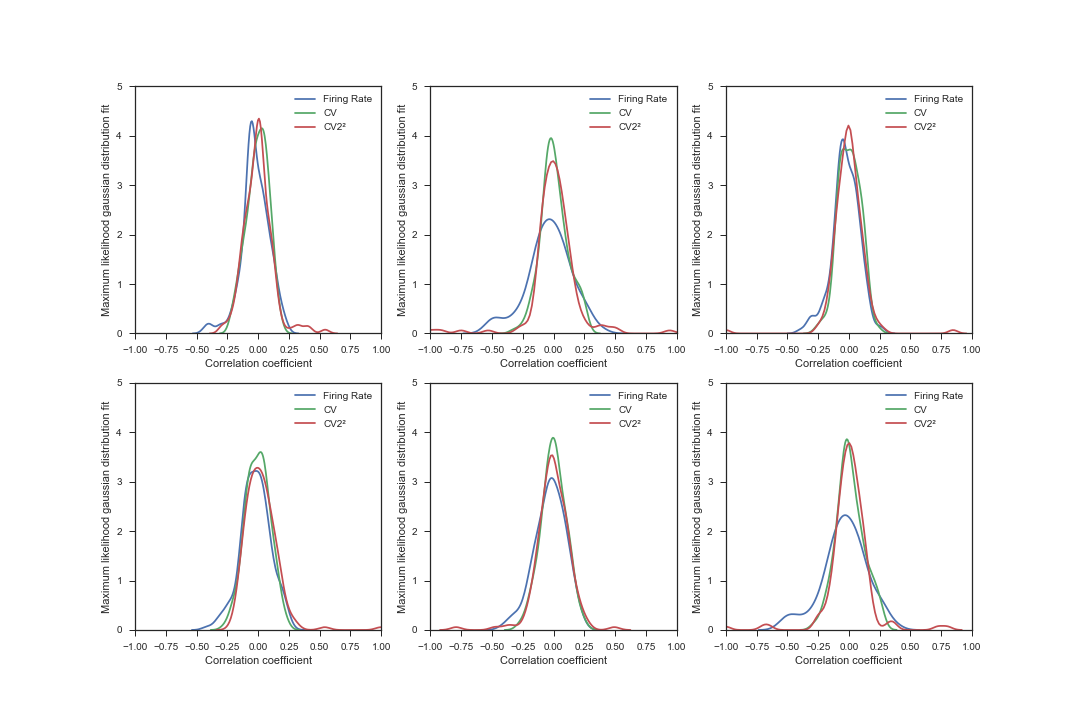 5
4
3
2
1
0
Maximum likelihood gaussian distribution fit
Firing Rate
CV
CV2²
−1.00 −0.75 −0.50 −0.25 0.00 0.25 0.50 0.75 1.00
Correlation coefficient
5
4
3
2
1
0
Maximum likelihood gaussian distribution fit
Firing Rate
CV
CV2²
−1.00 −0.75 −0.50 −0.25 0.00 0.25 0.50 0.75 1.00
Correlation coefficient
5
4
3
2
1
0
Maximum likelihood gaussian distribution fit
Firing Rate
CV
CV2²
−1.00 −0.75 −0.50 −0.25 0.00 0.25 0.50 0.75 1.00
Correlation coefficient
5
4
3
2
1
0
Maximum likelihood gaussian distribution fit
Firing Rate
CV
CV2²
−1.00 −0.75 −0.50 −0.25 0.00 0.25 0.50 0.75 1.00
Correlation coefficient
5
4
3
2
1
0
Maximum likelihood gaussian distribution fit
Firing Rate
CV
CV2²
−1.00 −0.75 −0.50 −0.25 0.00 0.25 0.50 0.75 1.00
Correlation coefficient
5
4
3
2
1
0
Maximum likelihood gaussian distribution fit
Firing Rate
CV
CV2²
−1.00 −0.75 −0.50 −0.25 0.00 0.25 0.50 0.75 1.00
Correlation coefficient